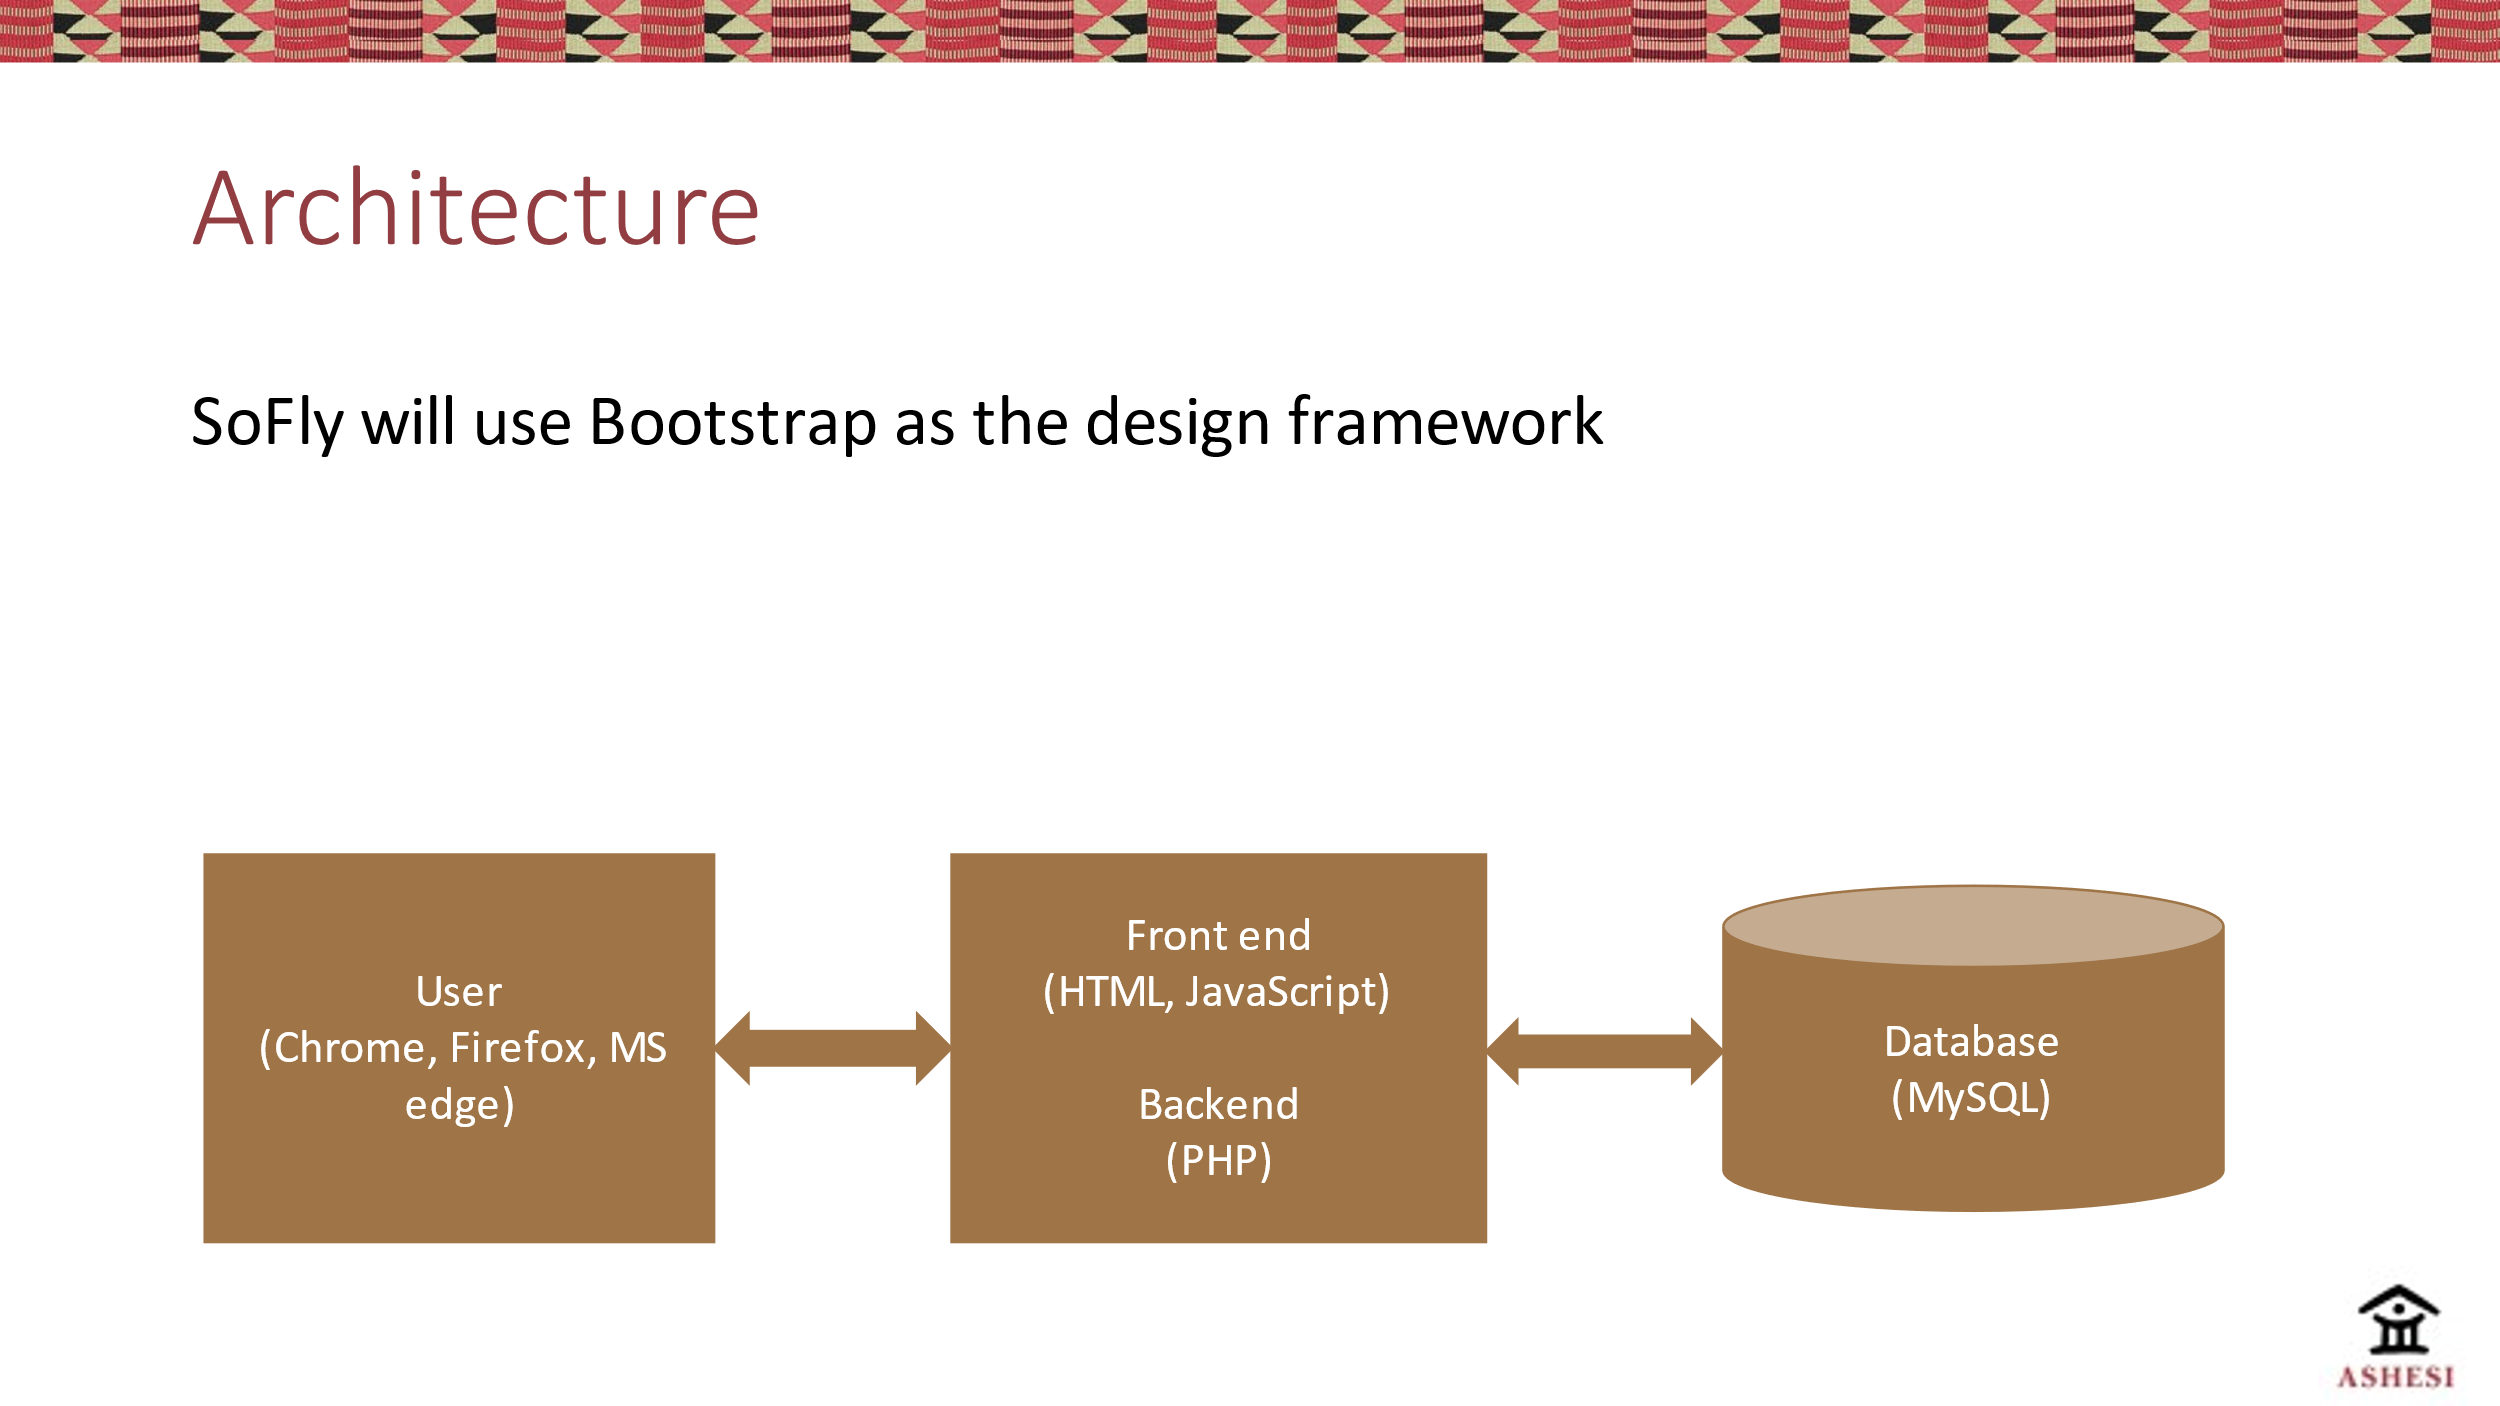 Architecture
SoFly will use Bootstrap as the design framework
User
(Chrome, Firefox, MS
edge)
Front end
(HTML, JavaScript)
Backend
(PHP)
Database
(MySQL)
ASHESI